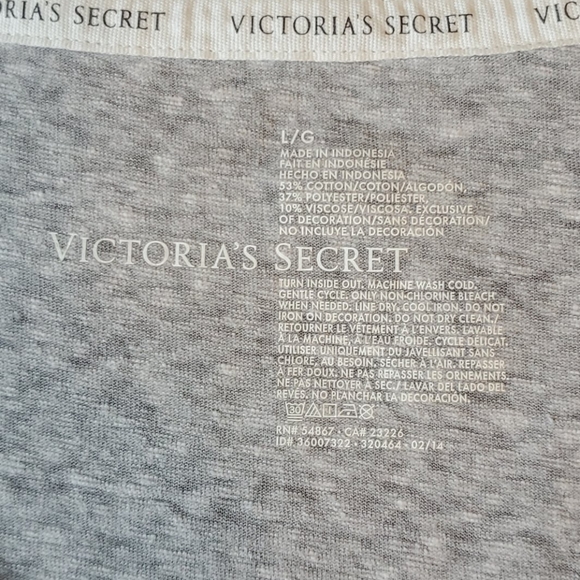 RIA'S SECRET VICTORIA'S SECRET VIC
L/G
MADE IN INDONESIA
FAIT EN INDONÉSIE
HECHO EN INDONESIA
53% COTTON/COTON/ALGODÓN,
37% POLYESTER/POLIÉSTER,
10% VISCOSE/VISCOSA. EXCLUSIVE
OF DECORATION/SANS DÉCORATION/
NO INCLUYE LA DECORACIÓN
VICTORIA'S SECRET
TURN INSIDE OUT. MACHINE WASH COLD.
GENTLE CYCLE. ONLY NON-CHLORINE BLEACH
WHEN NEEDED. LINE DRY. COOL IRON. DO NOT
IRON ON DECORATION. DO NOT DRY CLEAN./
RETOURNER LE VÊTEMENT À L'ENVERS. LAVABLE
À LA MACHINE, À L'EAU FROIDE. CYCLE DÉLICAT.
UTILISER UNIQUEMENT DU JAVELLISANT SANS
CHLORE, AU BESOIN. SÉCHER À L'AIR. REPASSER
À FER DOUX. NE PAS REPASSER LES ORNEMENTS.
NE PAS NETTOYER À SEC./ LAVAR DEL LADO DEL
REVÉS. NO PLANCHAR LA DECORACIÓN.
RN# 54867 • CA# 23226
ID# 36007322 • 320464 • 02/14